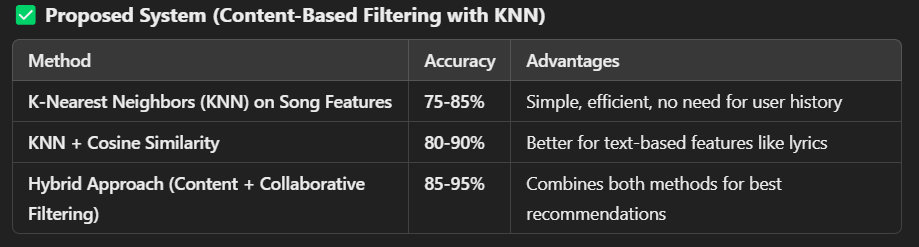 ✅ Proposed System (Content-Based Filtering with KNN)
Method Accuracy Advantages
K-Nearest Neighbors (KNN) on Song Features 75-85% Simple, efficient, no need for user history
KNN + Cosine Similarity 80-90% Better for text-based features like lyrics
Hybrid Approach (Content + Collaborative 85-95% Combines both methods for best
Filtering) recommendations